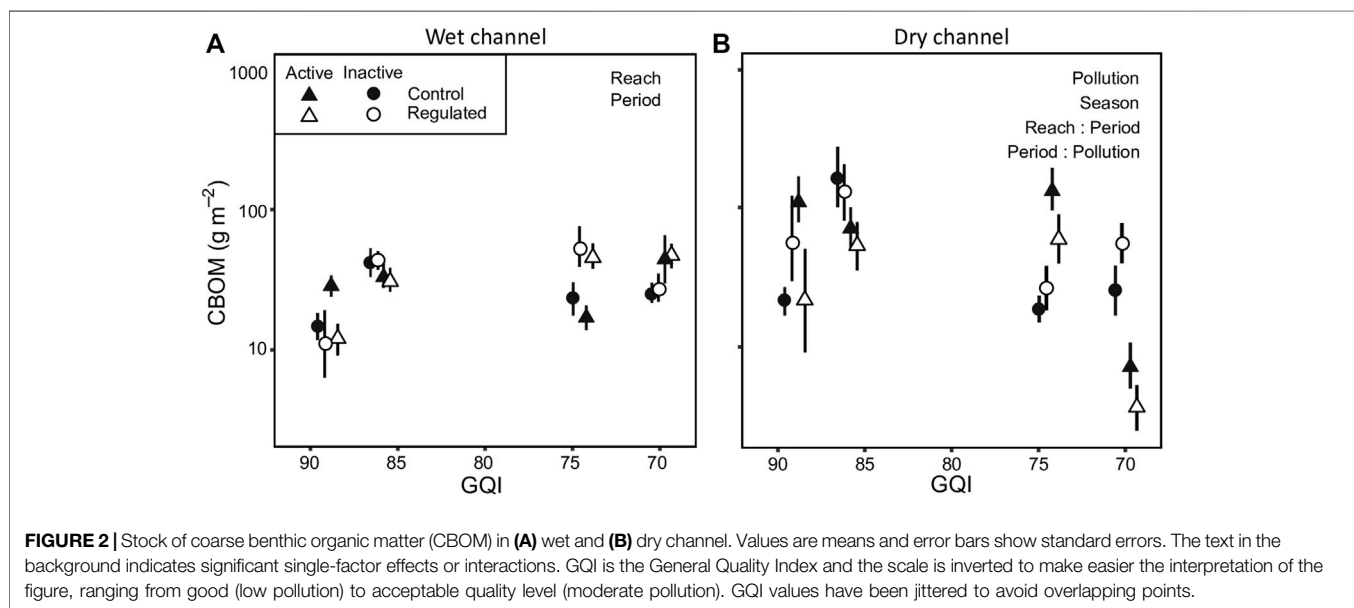 A
Wet channel
B
Dry channel
1000
100
10
CBOM (g m⁻²)
Active Inactive
Control
Regulated
Reach
Period
Pollution
Season
Reach : Period
Period : Pollution
90 85 80 75 70
GQI
90 85 80 75 70
GQI
FIGURE 2 | Stock of coarse benthic organic matter (CBOM) in (A) wet and (B) dry channel. Values are means and error bars show standard errors. The text in the
background indicates significant single-factor effects or interactions. GQI is the General Quality Index and the scale is inverted to make easier the interpretation of the
figure, ranging from good (low pollution) to acceptable quality level (moderate pollution). GQI values have been jittered to avoid overlapping points.